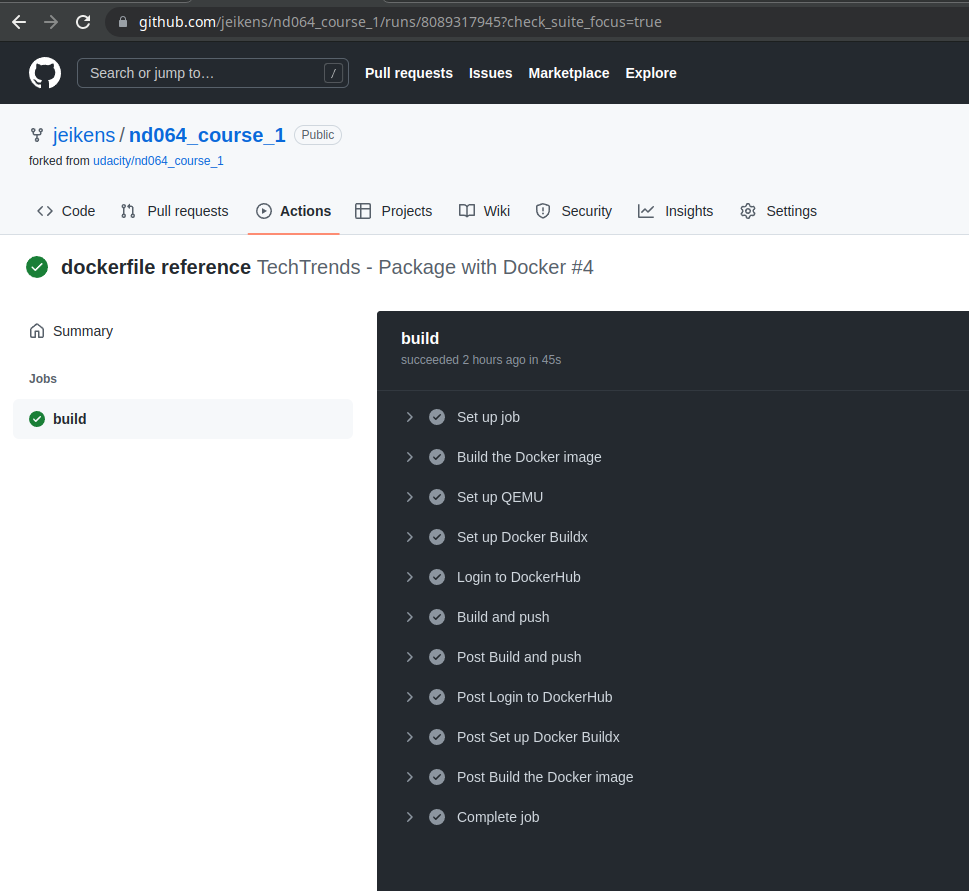 github.com/jeikens/nd064_course_1/runs/8089317945?check_suite_focus=true
Search or jump to… / Pull requests Issues Marketplace Explore
jeikens / nd064_course_1 Public
forked from udacity/nd064_course_1
Code Pull requests Actions Projects Wiki Security Insights Settings
dockerfile reference TechTrends - Package with Docker #4
Summary
Jobs
build
build
succeeded 2 hours ago in 45s
Set up job
Build the Docker image
Set up QEMU
Set up Docker Buildx
Login to DockerHub
Build and push
Post Build and push
Post Login to DockerHub
Post Set up Docker Buildx
Post Build the Docker image
Complete job